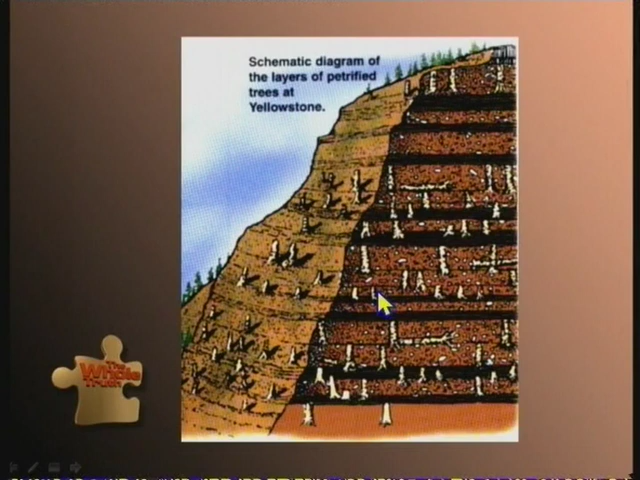 Schematic diagram of
the layers of petrified
trees at
Yellowstone.
The
Whole
Truth